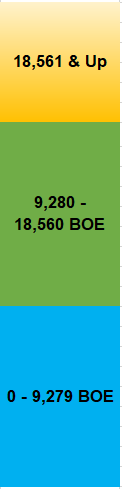 18,561 & Up
9,280 -
18,560 BOE
0 - 9,279 BOE